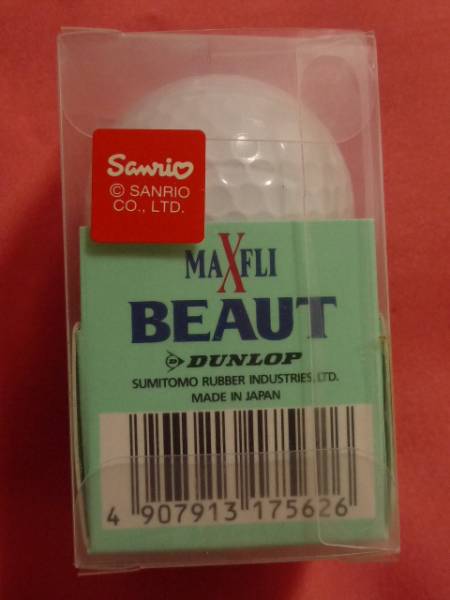 Sanrio
© SANRIO
CO., LTD.
MAXFLI
BEAUT
DUNLOP
SUMITOMO RUBBER INDUSTRIES, LTD.
MADE IN JAPAN
4 907913 175626